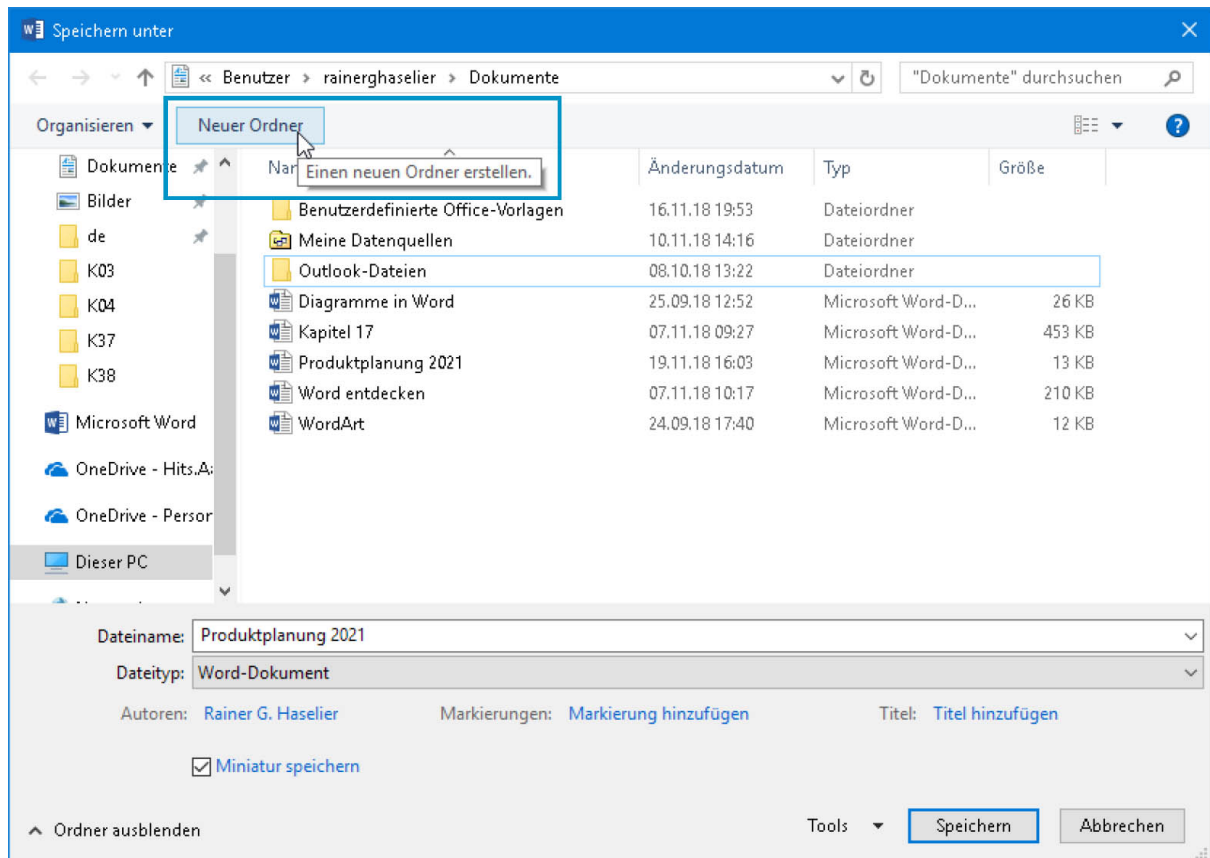 Speichern unter
« Benutzer › rainerghaselier › Dokumente "Dokumente" durchsuchen
Organisieren Neuer Ordner
Einen neuen Ordner erstellen.
Änderungsdatum Typ Größe
Dokumente
Bilder
de
K03
K04
K37
K38
Microsoft Word
OneDrive - Hits.A
OneDrive - Person
Dieser PC
Benutzerdefinierte Office-Vorlagen 16.11.18 19:53 Dateiordner
Meine Datenquellen 10.11.18 14:16 Dateiordner
Outlook-Dateien 08.10.18 13:22 Dateiordner
Diagramme in Word 25.09.18 12:52 Microsoft Word-D... 26 KB
Kapitel 17 07.11.18 09:27 Microsoft Word-D... 453 KB
Produktplanung 2021 19.11.18 16:03 Microsoft Word-D... 13 KB
Word entdecken 07.11.18 10:17 Microsoft Word-D... 210 KB
WordArt 24.09.18 17:40 Microsoft Word-D... 12 KB
Dateiname: Produktplanung 2021
Dateityp: Word-Dokument
Autoren: Rainer G. Haselier Markierungen: Markierung hinzufügen Titel: Titel hinzufügen
Miniatur speichern
Ordner ausblenden Tools Speichern Abbrechen